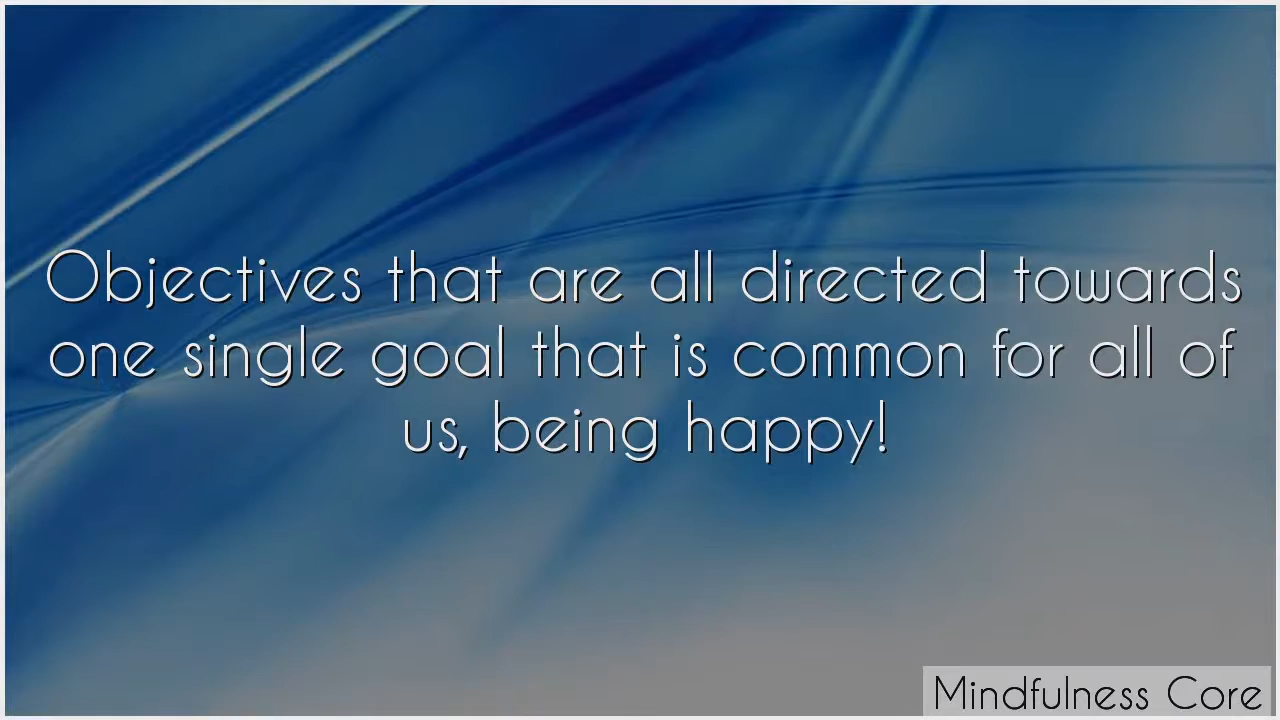 Objectives that are all directed towards
one single goal that is common for all of
us, being happy!
Mindfulness Core